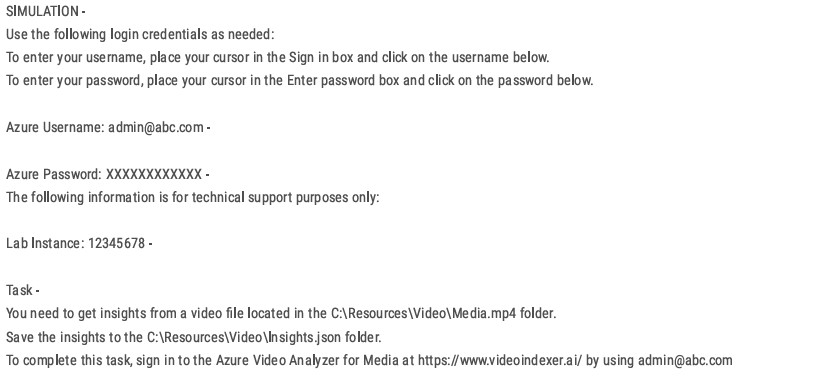 SIMULATION -
Use the following login credentials as needed:
To enter your username, place your cursor in the Sign in box and click on the username below.
To enter your password, place your cursor in the Enter password box and click on the password below.
Azure Username: admin@abc.com -
Azure Password: XXXXXXXXXXXX -
The following information is for technical support purposes only:
Lab Instance: 12345678 -
Task -
You need to get insights from a video file located in the C:\Resources\Video\Media.mp4 folder.
Save the insights to the C:\Resources\Video\Insights.json folder.
To complete this task, sign in to the Azure Video Analyzer for Media at https://www.videoindexer.ai/ by using admin@abc.com